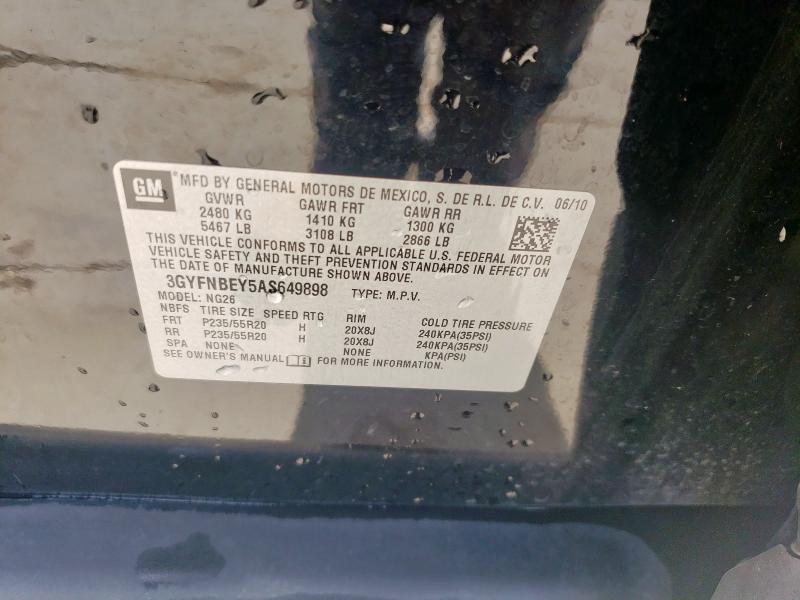 GM ® MFD BY GENERAL MOTORS DE MEXICO, S. DE R.L. DE C.V. 06/10
GVWR GAWR FRT GAWR RR
2480 KG 1410 KG 1300 KG
5467 LB 3108 LB 2866 LB
THIS VEHICLE CONFORMS TO ALL APPLICABLE U.S. FEDERAL MOTOR
VEHICLE SAFETY AND THEFT PREVENTION STANDARDS IN EFFECT ON
THE DATE OF MANUFACTURE SHOWN ABOVE.
3GYFNBEY5AS649898 TYPE: M.P.V.
MODEL: NG26
NBFS TIRE SIZE SPEED RTG RIM COLD TIRE PRESSURE
FRT P235/55R20 H 20X8J 240KPA(35PSI)
RR P235/55R20 H 20X8J 240KPA(35PSI)
SPA NONE NONE KPA(PSI)
SEE OWNER'S MANUAL FOR MORE INFORMATION.